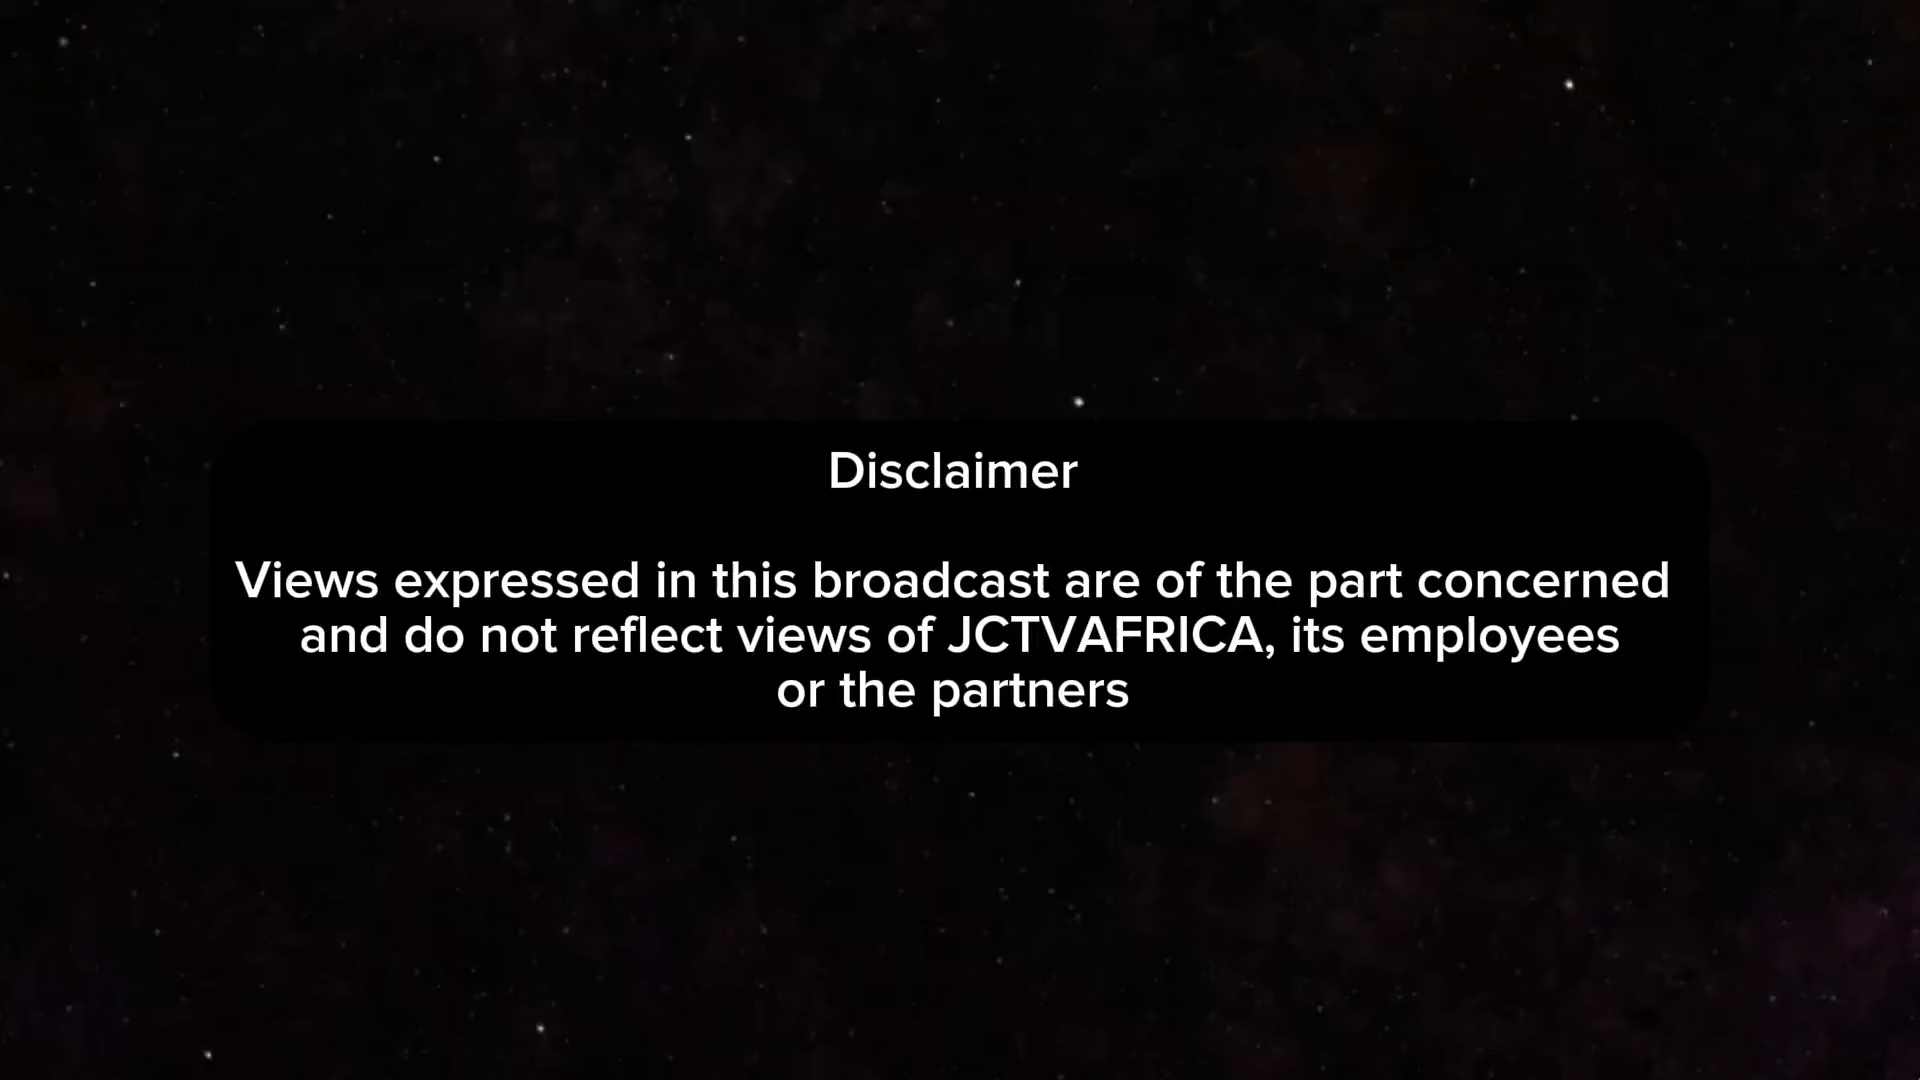 Disclaimer
Views expressed in this broadcast are of the part concerned
and do not reflect views of JCTVAFRICA, its employees
or the partners